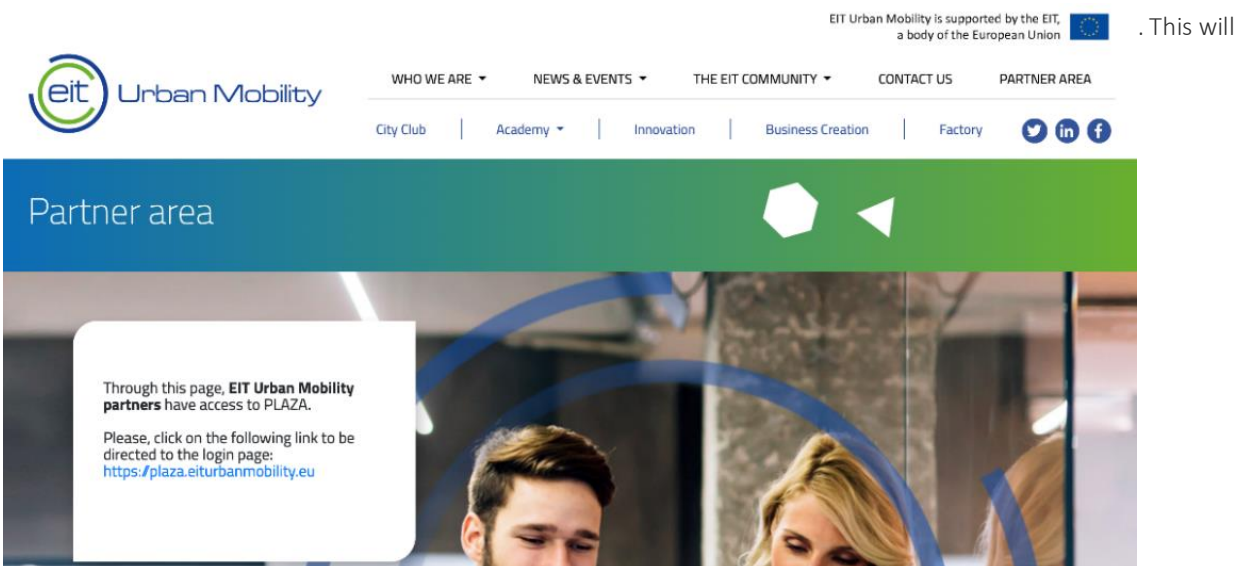 EIT Urban Mobility is supported by the EIT,
a body of the European Union
. This will
eit Urban Mobility
WHO WE ARE NEWS & EVENTS THE EIT COMMUNITY CONTACT US PARTNER AREA
City Club | Academy | Innovation | Business Creation | Factory
Partner area
Through this page, EIT Urban Mobility
partners have access to PLAZA.
Please, click on the following link to be
directed to the login page:
https://plaza.eiturbanmobility.eu